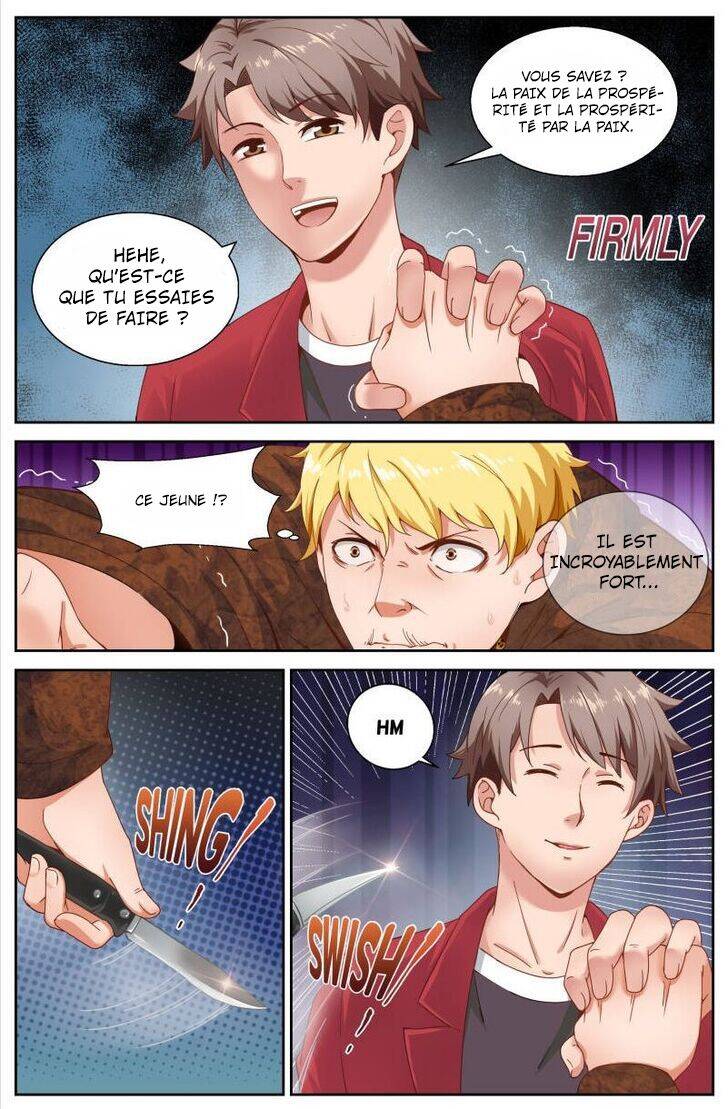 VOUS SAVEZ ?
LA PAIX DE LA PROSPÉ-
RITÉ ET LA PROSPÉRI-
TÉ PAR LA PAIX.
FIRMLY
HEHE,
QU'EST-CE
QUE TU ESSAIES
DE FAIRE ?
CE JEUNE !?
IL EST
INCROYABLEMENT
FORT...
SHING!
HM
SWISH!